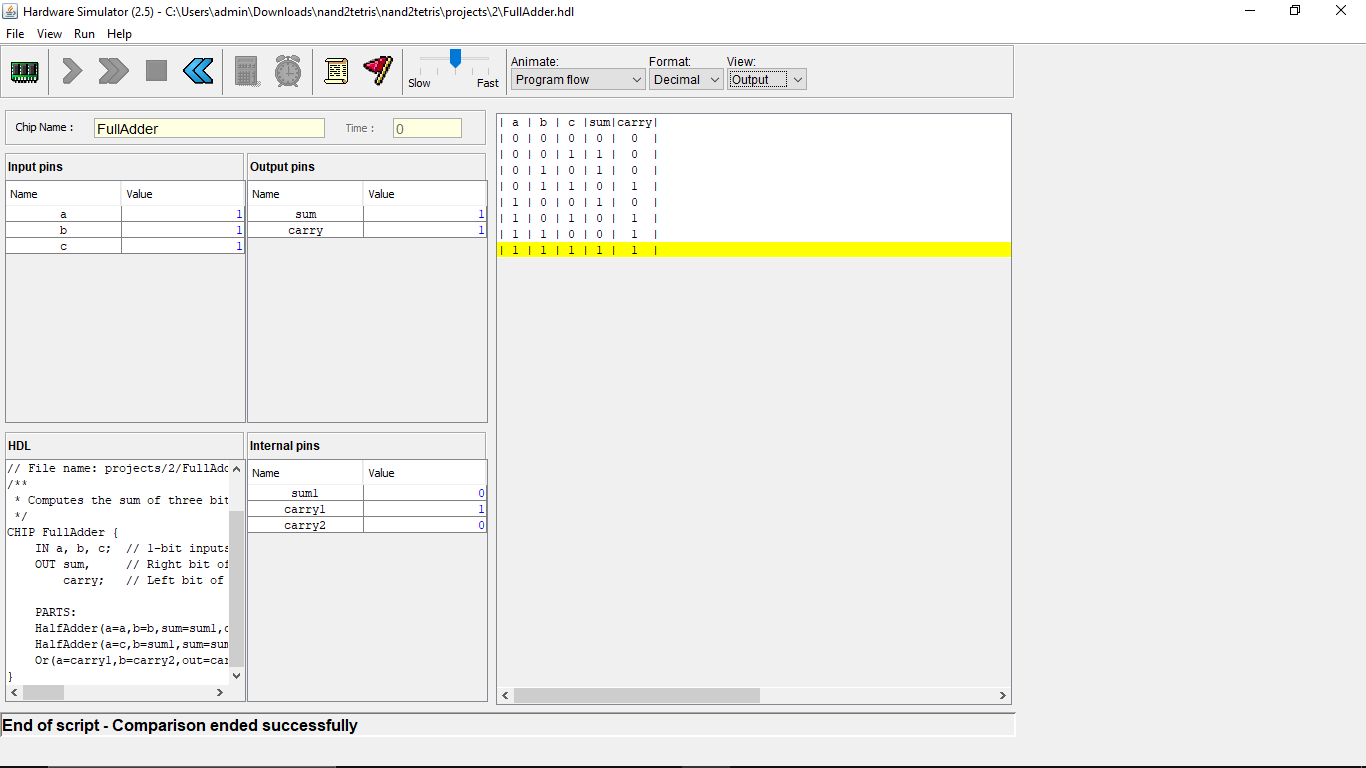 Hardware Simulator (2.5) - C:\Users\admin\Downloads\nand2tetris\nand2tetris\projects\2\FullAdder.hdl
File View Run Help
Slow Fast
Animate: Format: View:
Program flow Decimal Output
Chip Name : FullAdder Time : 0
Input pins
Name Value
a 1
b 1
c 1
Output pins
Name Value
sum 1
carry 1
HDL
// File name: projects/2/FullAdd
/**
* Computes the sum of three bit
*/
CHIP FullAdder {
IN a, b, c; // 1-bit inputs
OUT sum, // Right bit of
carry; // Left bit of
PARTS:
HalfAdder(a=a,b=b,sum=sum1,c
HalfAdder(a=c,b=sum1,sum=sum
Or(a=carry1,b=carry2,out=car
}
Internal pins
Name Value
sum1 0
carry1 1
carry2 0
| a | b | c |sum|carry|
| 0 | 0 | 0 | 0 | 0 |
| 0 | 0 | 1 | 1 | 0 |
| 0 | 1 | 0 | 1 | 0 |
| 0 | 1 | 1 | 0 | 1 |
| 1 | 0 | 0 | 1 | 0 |
| 1 | 0 | 1 | 0 | 1 |
| 1 | 1 | 0 | 0 | 1 |
| 1 | 1 | 1 | 1 | 1 |
End of script - Comparison ended successfully